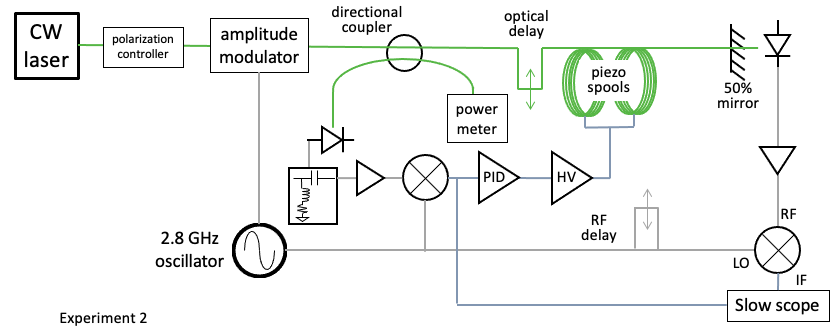 CW
laser
polarization
controller
amplitude
modulator
directional
coupler
optical
delay
piezo
spools
50%
mirror
power
meter
PID
HV
RF
delay
RF
LO
IF
2.8 GHz
oscillator
Slow scope
Experiment 2